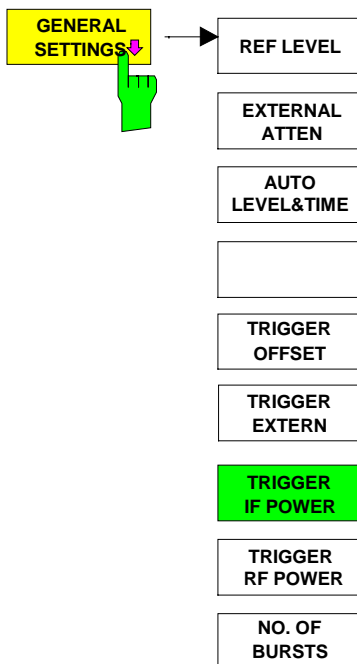 GENERAL
SETTINGS
REF LEVEL
EXTERNAL
ATTEN
AUTO
LEVEL&TIME
TRIGGER
OFFSET
TRIGGER
EXTERN
TRIGGER
IF POWER
TRIGGER
RF POWER
NO. OF
BURSTS